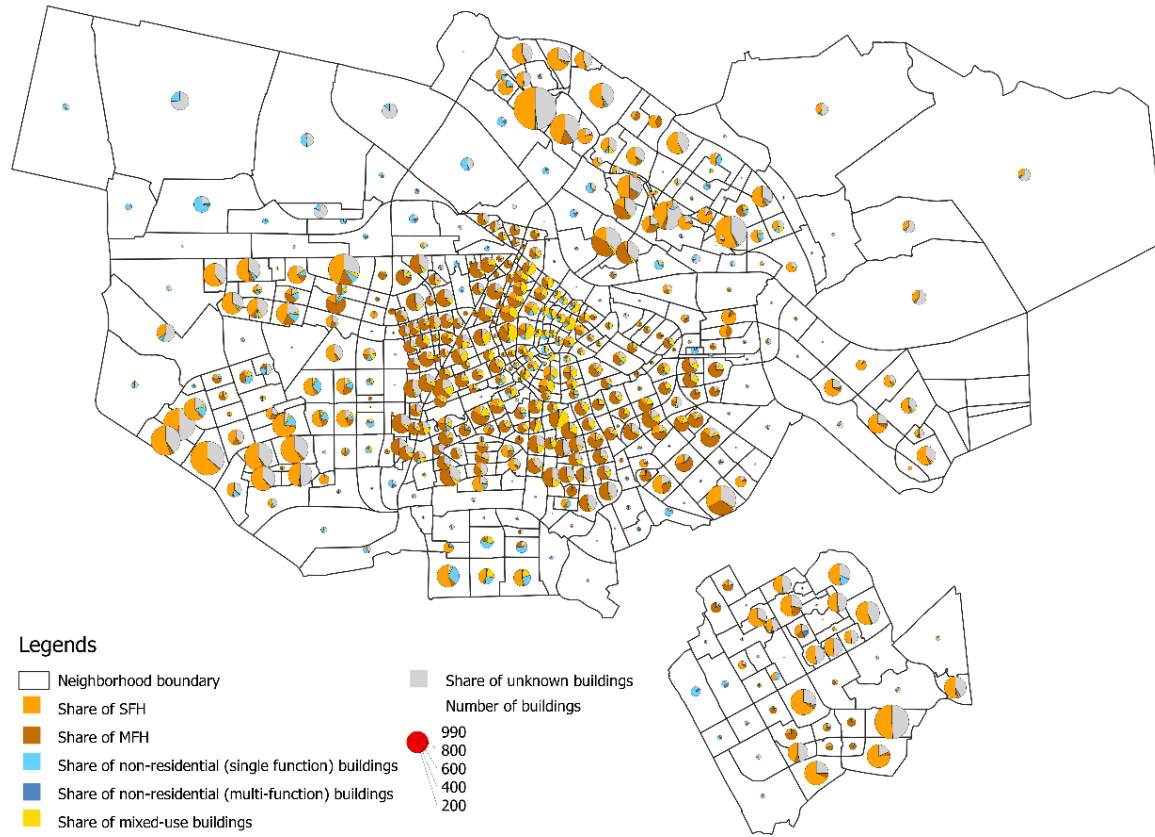 Legends
Neighborhood boundary
Share of SFH
Share of MFH
Share of non-residential (single function) buildings
Share of non-residential (multi-function) buildings
Share of mixed-use buildings
Share of unknown buildings
Number of buildings
990
800
600
400
200